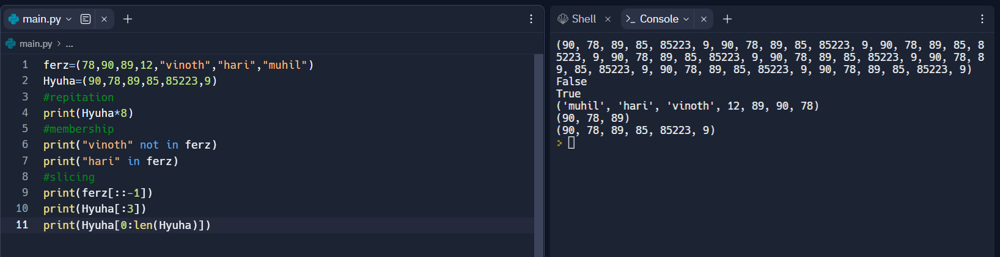 main.py
main.py > ...
1 ferz=(78,90,89,12,"vinoth","hari","muhil")
2 Hyuha=(90,78,89,85,85223,9)
3 #repitation
4 print(Hyuha*8)
5 #membership
6 print("vinoth" not in ferz)
7 print("hari" in ferz)
8 #slicing
9 print(ferz[::-1])
10 print(Hyuha[:3])
11 print(Hyuha[0:len(Hyuha)])
Shell
Console
(90, 78, 89, 85, 85223, 9, 90, 78, 89, 85, 85223, 9, 90, 78, 89, 85, 8
5223, 9, 90, 78, 89, 85, 85223, 9, 90, 78, 89, 85, 85223, 9, 90, 78, 8
9, 85, 85223, 9, 90, 78, 89, 85, 85223, 9, 90, 78, 89, 85, 85223, 9)
False
True
('muhil', 'hari', 'vinoth', 12, 89, 90, 78)
(90, 78, 89)
(90, 78, 89, 85, 85223, 9)
>